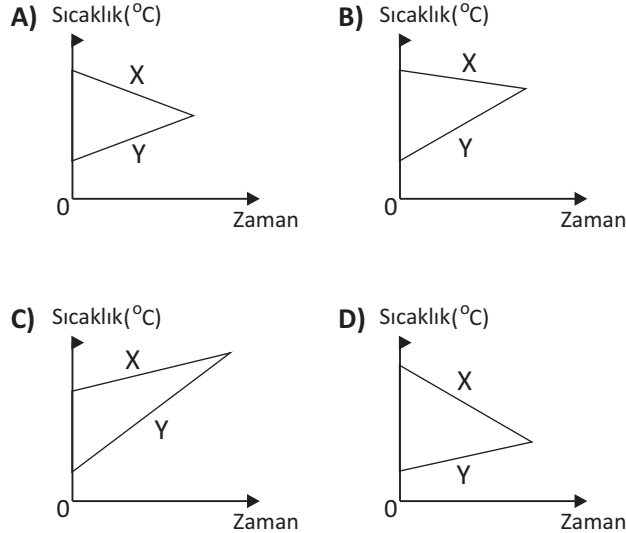 A) Sıcaklık(°C)
X
Y
0
Zaman
B) Sıcaklık(°C)
X
Y
0
Zaman
C) Sıcaklık(°C)
X
Y
0
Zaman
D) Sıcaklık(°C)
X
Y
0
Zaman